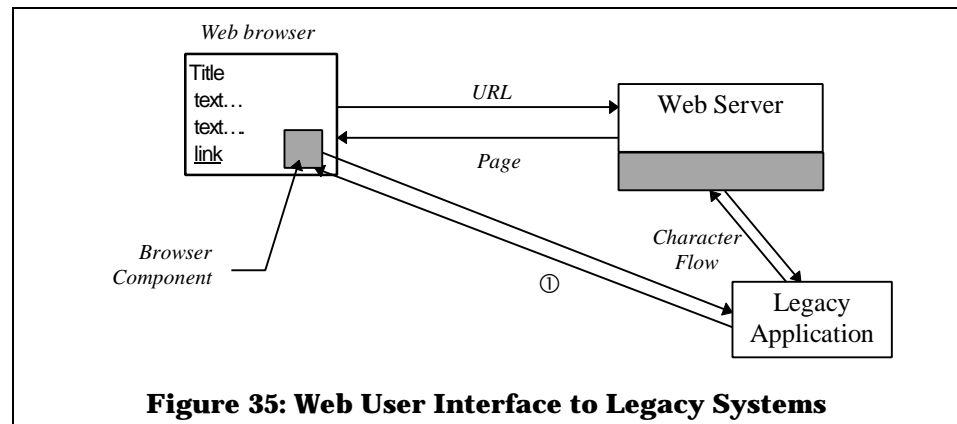 Web browser
Title
text…
text….
link
URL
Page
Web Server
Browser
Component
Character
Flow
①
Legacy
Application
Figure 35: Web User Interface to Legacy Systems